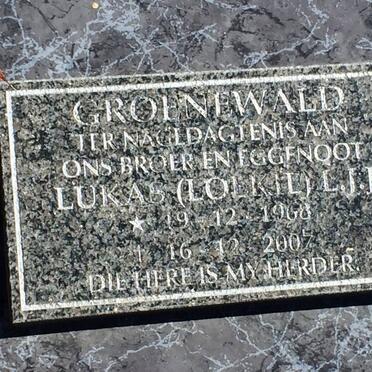 GROENEWALD
TER NAGEDAGTENIS AAN
ONS BROER EN EGGENOOT
LUKAS (LOEKIE) L.J.
★ 19 - 12 - 1968
† 16 - 12 - 2007
DIE HERE IS MY HERDER.